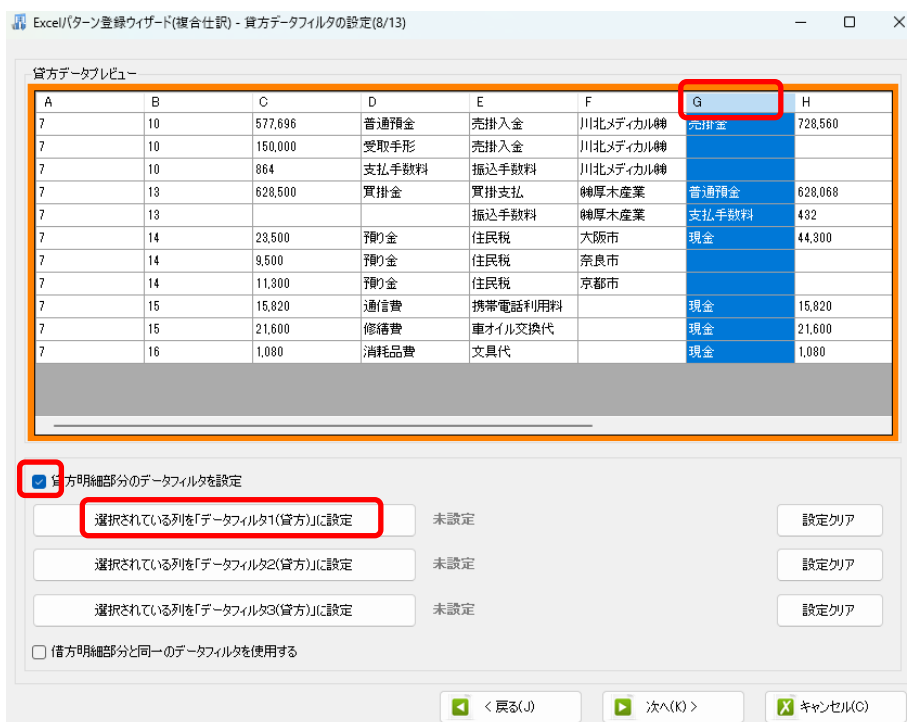 Excelパターン登録ウィザード(複合仕訳) - 貸方データフィルタの設定(8/13)
貸方データプレビュー
A B C D E F G H
7 10 577,696 普通預金 売掛入金 川北メディカル㈱ 売掛金 728,560
7 10 150,000 受取手形 売掛入金 川北メディカル㈱
7 10 864 支払手数料 振込手数料 川北メディカル㈱
7 13 628,500 買掛金 買掛支払 ㈱厚木産業 普通預金 628,068
7 13 振込手数料 ㈱厚木産業 支払手数料 432
7 14 23,500 預り金 住民税 大阪市 現金 44,300
7 14 9,500 預り金 住民税 奈良市
7 14 11,300 預り金 住民税 京都市
7 15 15,820 通信費 携帯電話利用料 現金 15,820
7 15 21,600 修繕費 車オイル交換代 現金 21,600
7 16 1,080 消耗品費 文具代 現金 1,080
貸方明細部分のデータフィルタを設定
選択されている列を「データフィルタ1(貸方)」に設定 未設定 設定クリア
選択されている列を「データフィルタ2(貸方)」に設定 未設定 設定クリア
選択されている列を「データフィルタ3(貸方)」に設定 未設定 設定クリア
借方明細部分と同一のデータフィルタを使用する
< 戻る(J) 次へ(K) > キャンセル(C)